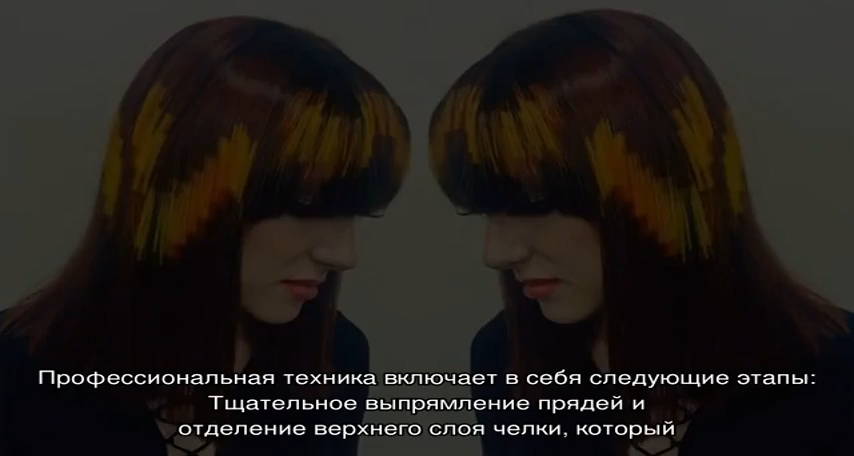 Профессиональная техника включает в себя следующие этапы:
Тщательное выпрямление прядей и
отделение верхнего слоя челки, который